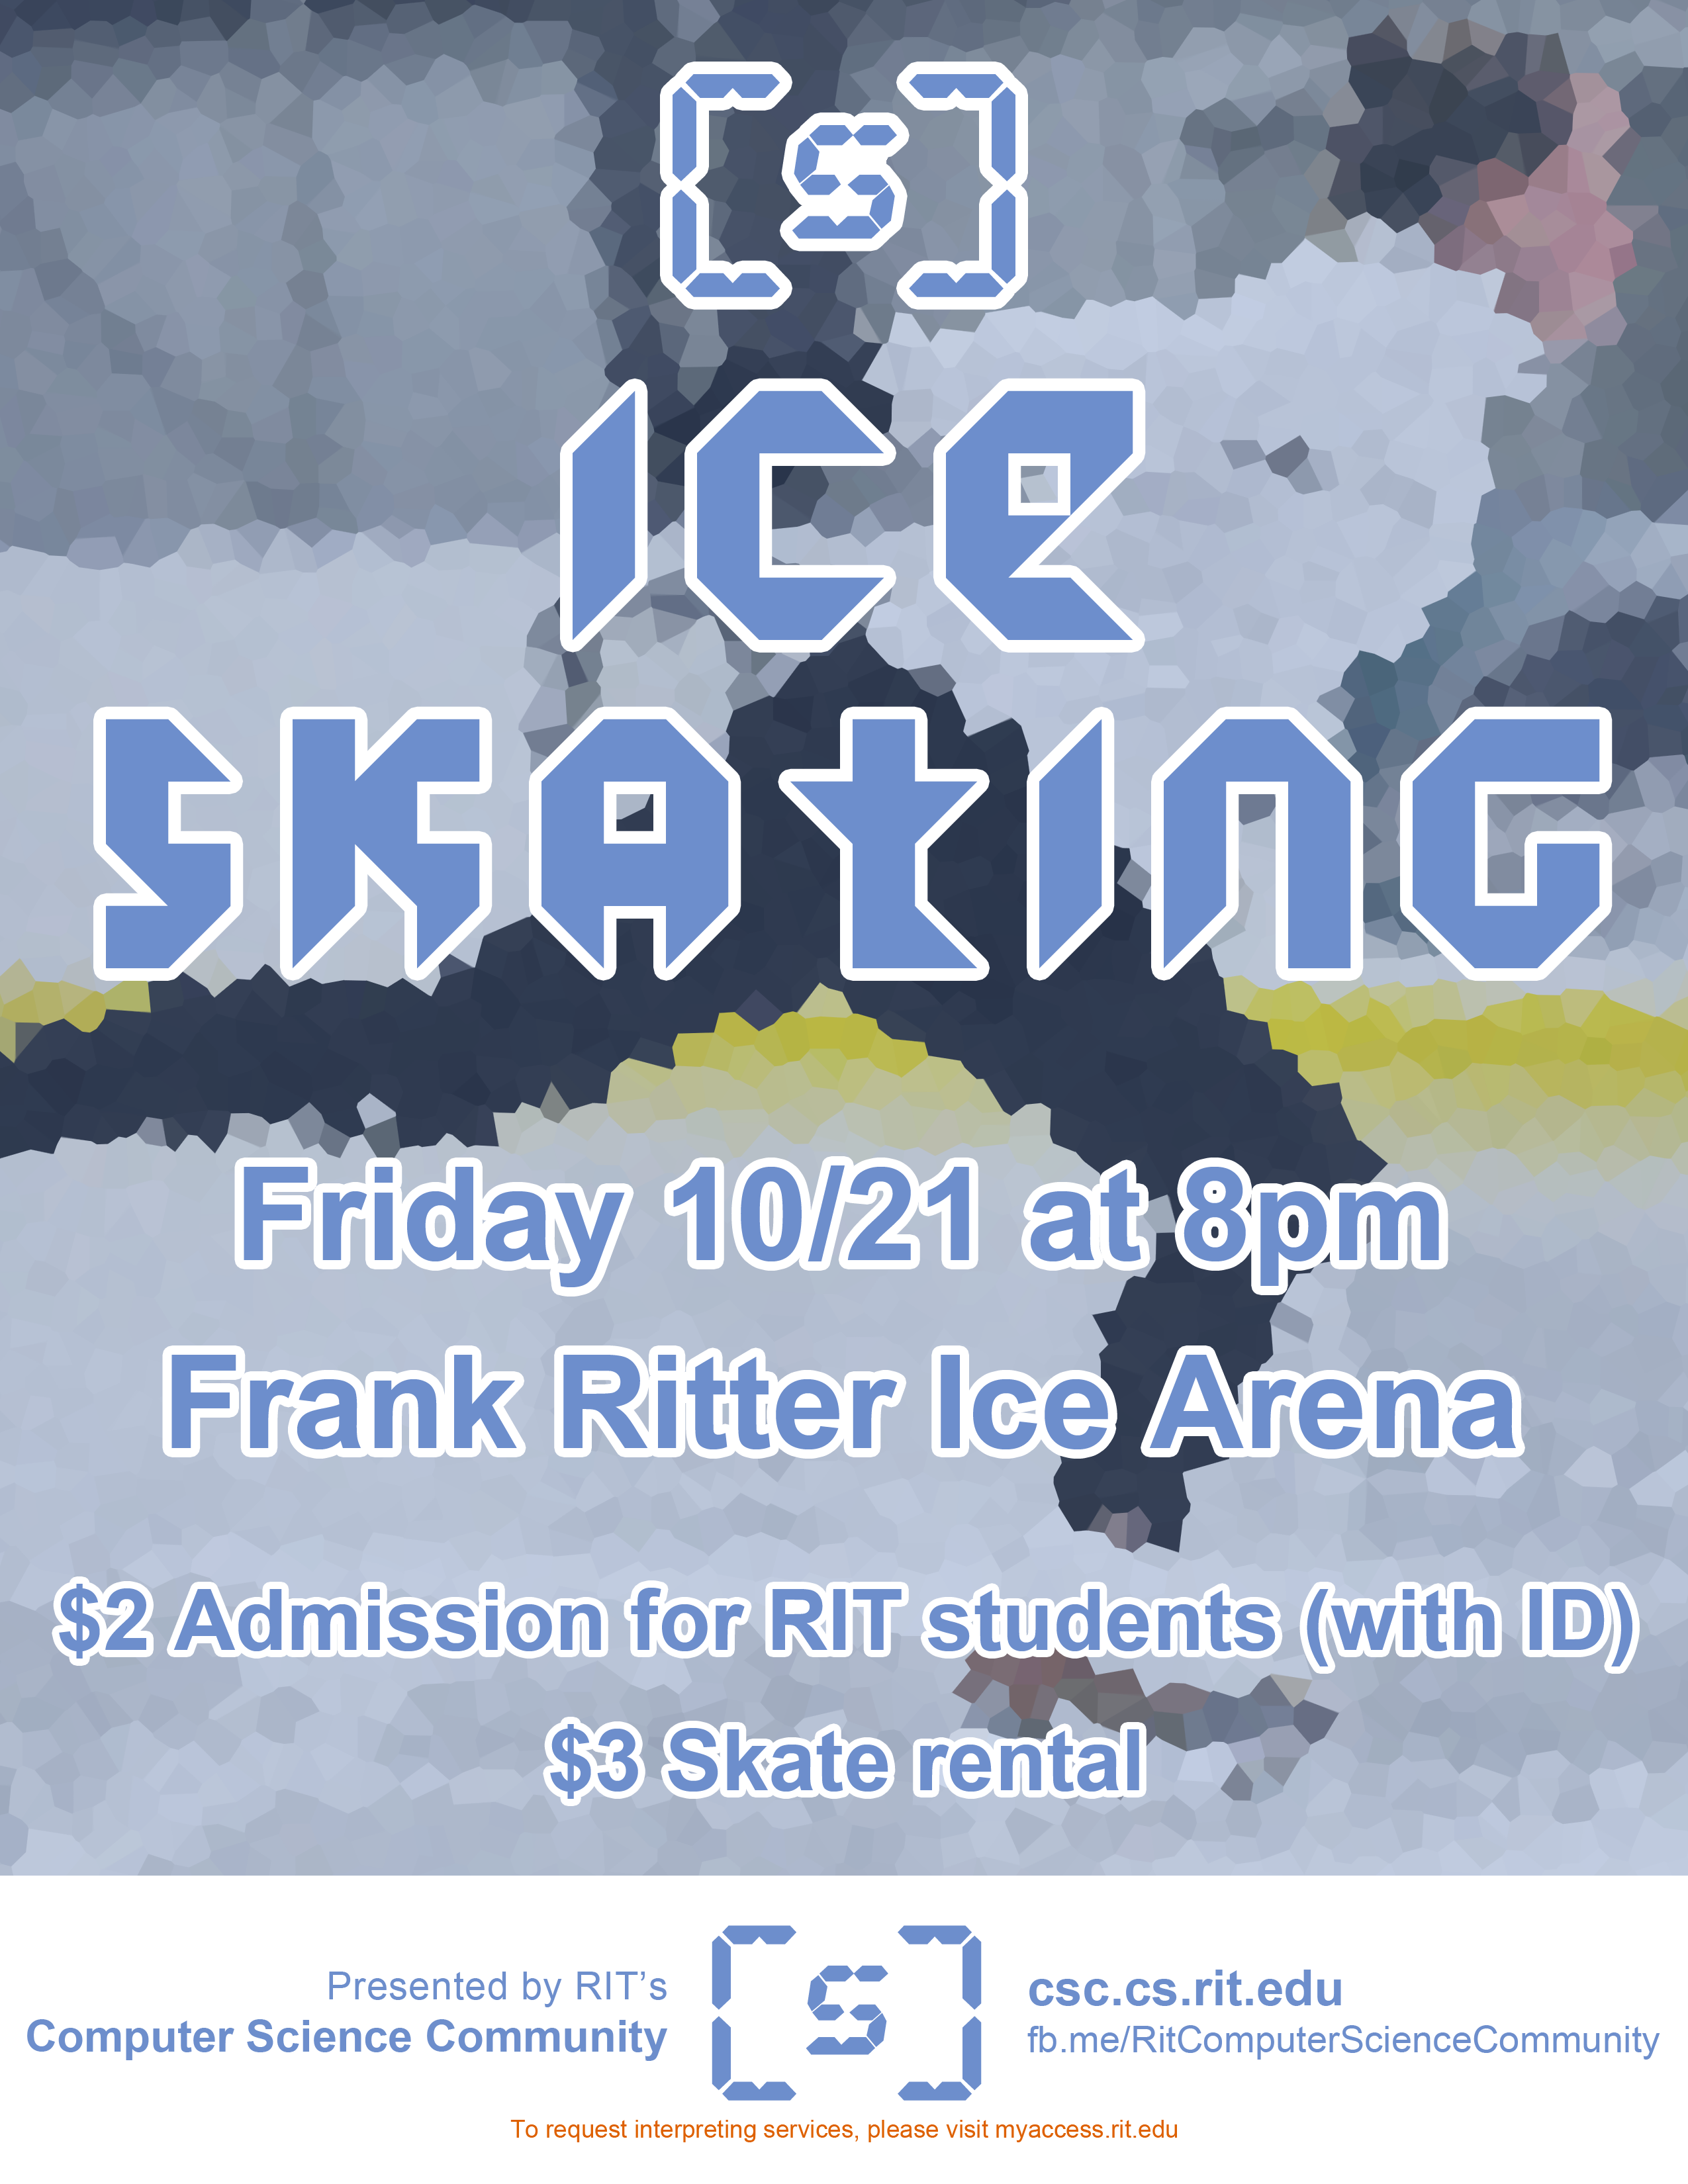 [s]
ICE
SKATING
Friday 10/21 at 8pm
Frank Ritter Ice Arena
$2 Admission for RIT students (with ID)
$3 Skate rental
Presented by RIT's
Computer Science Community
[s]
csc.cs.rit.edu
fb.me/RitComputerScienceCommunity
To request interpreting services, please visit myaccess.rit.edu